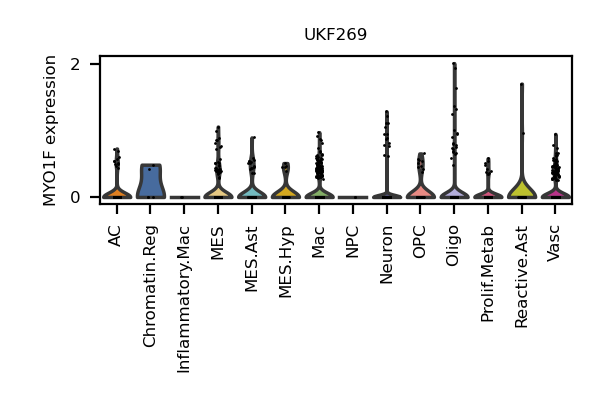 UKF269
MYO1F expression
2
0
AC
Chromatin.Reg
Inflammatory.Mac
MES
MES.Ast
MES.Hyp
Mac
NPC
Neuron
OPC
Oligo
Prolif.Metab
Reactive.Ast
Vasc